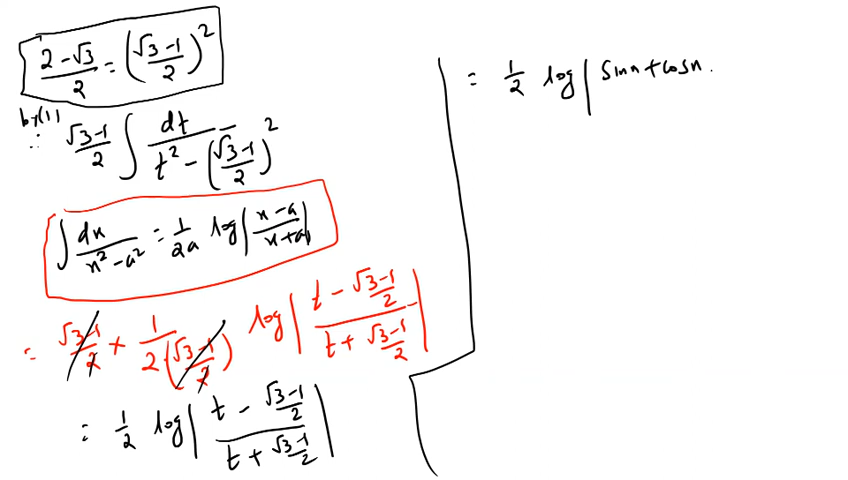 (2-√3)/2 = ((√3-1)/2)²
by(1)
∴ (√3-1)/2 ∫ dt/(t² - ((√3-1)/2)²)
∫ dx/(x² - a²) = 1/(2a) log |(x-a)/(x+a)|
= (√3-1)/2 × 1/(2((√3-1)/2)) log |(t - (√3-1)/2)/(t + (√3-1)/2)|
= 1/2 log |(t - (√3-1)/2)/(t + (√3-1)/2)|
= 1/2 log | sinx + cosx.